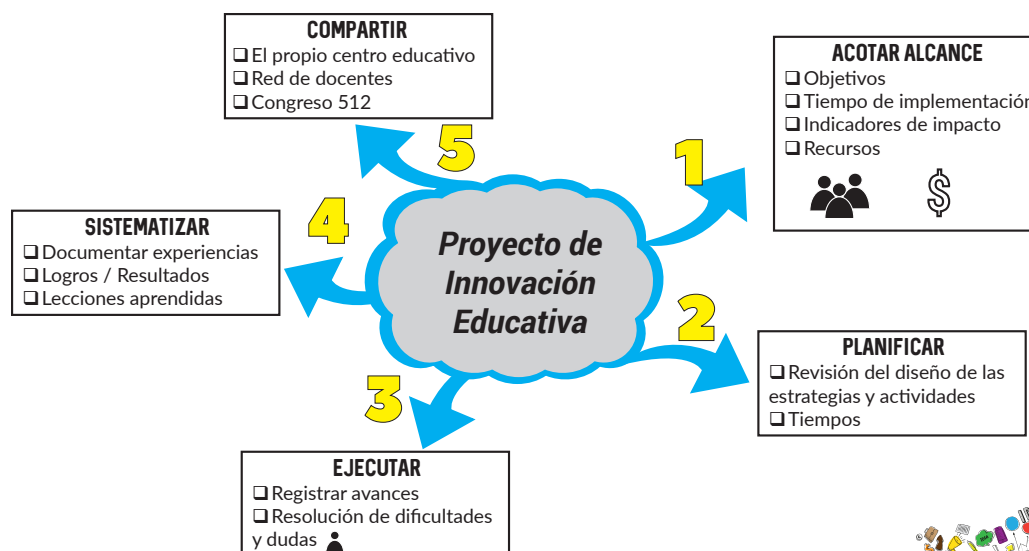 COMPARTIR
❑ El propio centro educativo
❑ Red de docentes
❑ Congreso 512
5
ACOTAR ALCANCE
❑ Objetivos
❑ Tiempo de implementación
❑ Indicadores de impacto
❑ Recursos
$
1
SISTEMATIZAR
❑ Documentar experiencias
❑ Logros / Resultados
❑ Lecciones aprendidas
4
Proyecto de
Innovación
Educativa
2
PLANIFICAR
❑ Revisión del diseño de las
estrategias y actividades
❑ Tiempos
3
EJECUTAR
❑ Registrar avances
❑ Resolución de dificultades
y dudas